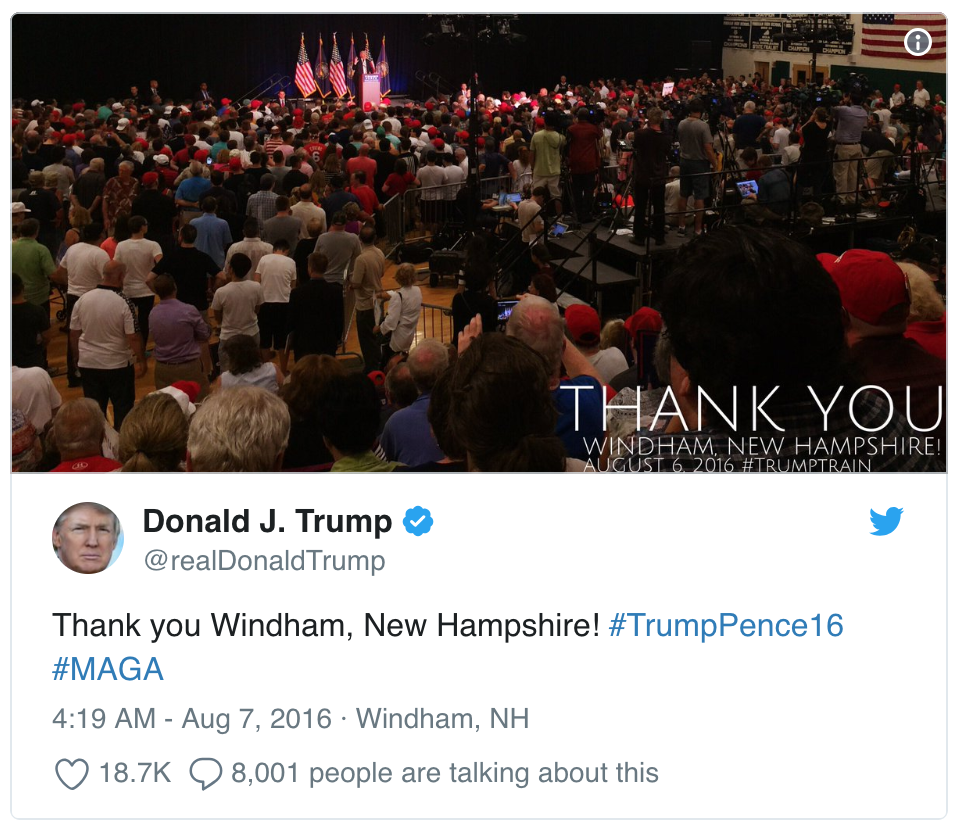 THANK YOU
WINDHAM, NEW HAMPSHIRE!
AUGUST 6, 2016 #TRUMPTRAIN
Donald J. Trump
@realDonaldTrump
Thank you Windham, New Hampshire! #TrumpPence16
#MAGA
4:19 AM - Aug 7, 2016 · Windham, NH
18.7K 8,001 people are talking about this